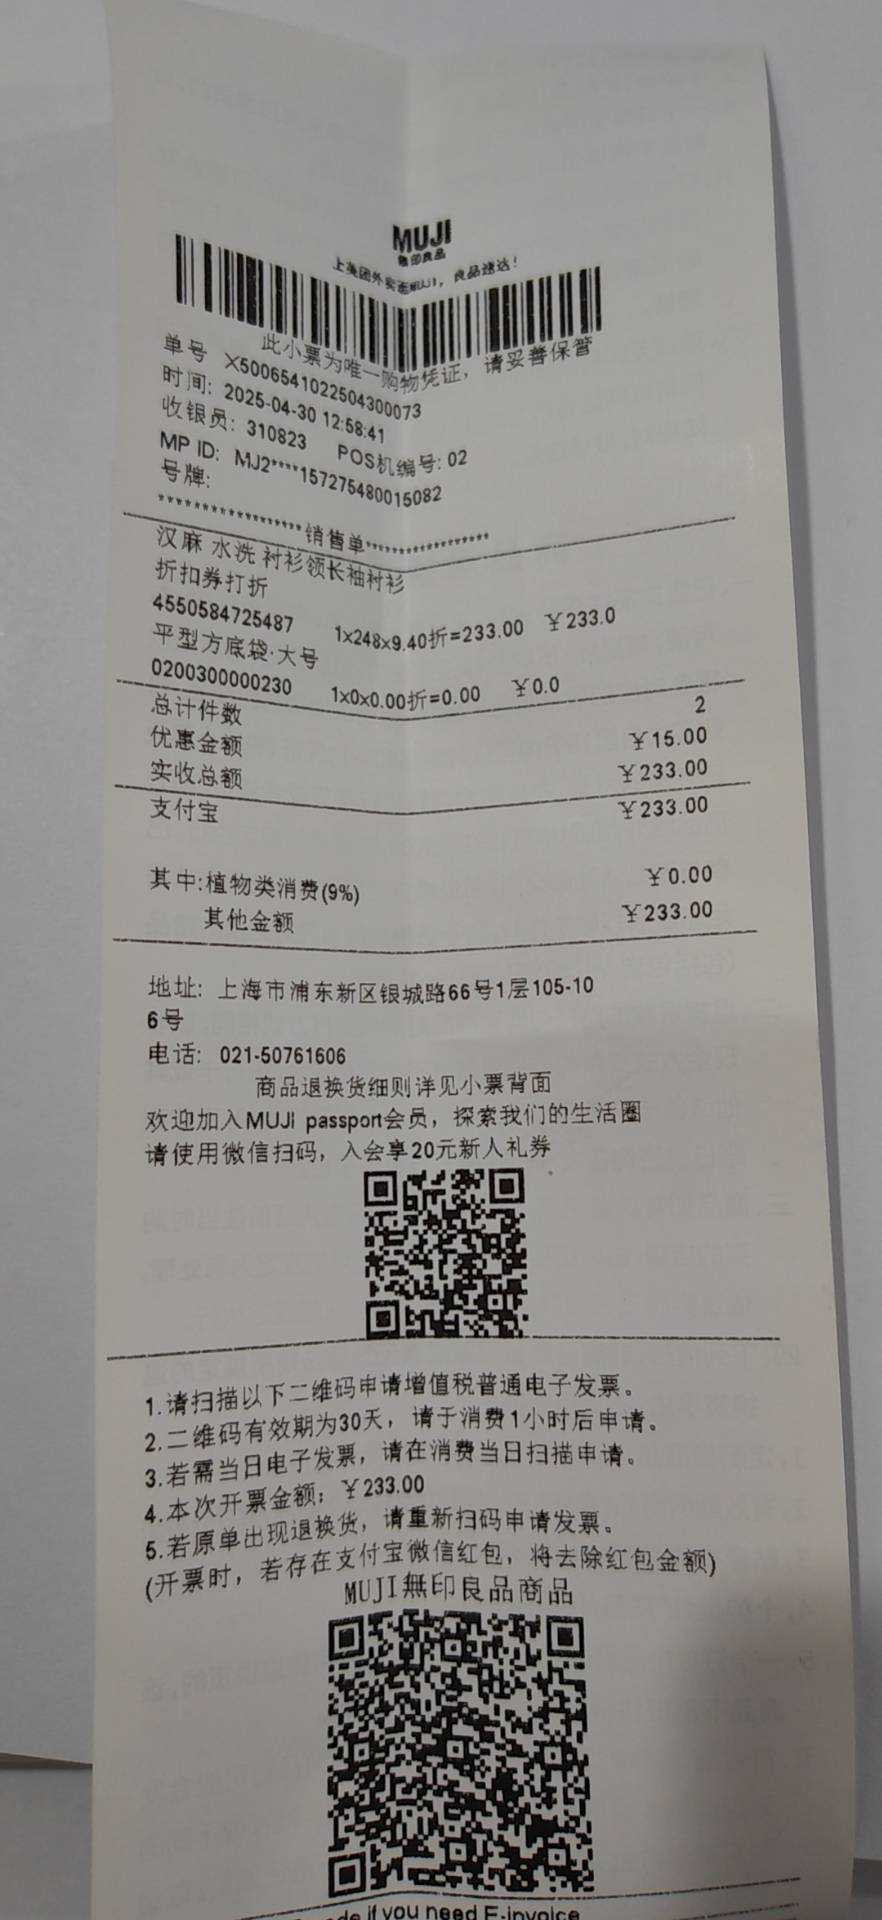 MUJI
無印良品
上美团外卖逛MUJI，良品速达！
此小票为唯一购物凭证，请妥善保管
单号 X5006541022504300073
时间: 2025-04-30 12:58:41
收银员: 310823 POS机编号: 02
MP ID: MJ2****157275480015082
号牌:
******************销售单******************
汉麻 水洗 衬衫领长袖衬衫
折扣券打折
4550584725487 1x248x9.40折=233.00 ￥233.0
平型方底袋·大号
0200300000230 1x0x0.00折=0.00 ￥0.0
总计件数 2
优惠金额 ￥15.00
实收总额 ￥233.00
支付宝 ￥233.00
其中:植物类消费(9%) ￥0.00
其他金额 ￥233.00
地址: 上海市浦东新区银城路66号1层105-10
6号
电话: 021-50761606
商品退换货细则详见小票背面
欢迎加入MUJI passport会员，探索我们的生活圈
请使用微信扫码，入会享20元新人礼券
1.请扫描以下二维码申请增值税普通电子发票。
2.二维码有效期为30天，请于消费1小时后申请。
3.若需当日电子发票，请在消费当日扫描申请。
4.本次开票金额: ￥233.00
5.若原单出现退换货，请重新扫码申请发票。
(开票时，若存在支付宝微信红包，将去除红包金额)
MUJI無印良品商品
if you need E-invoice